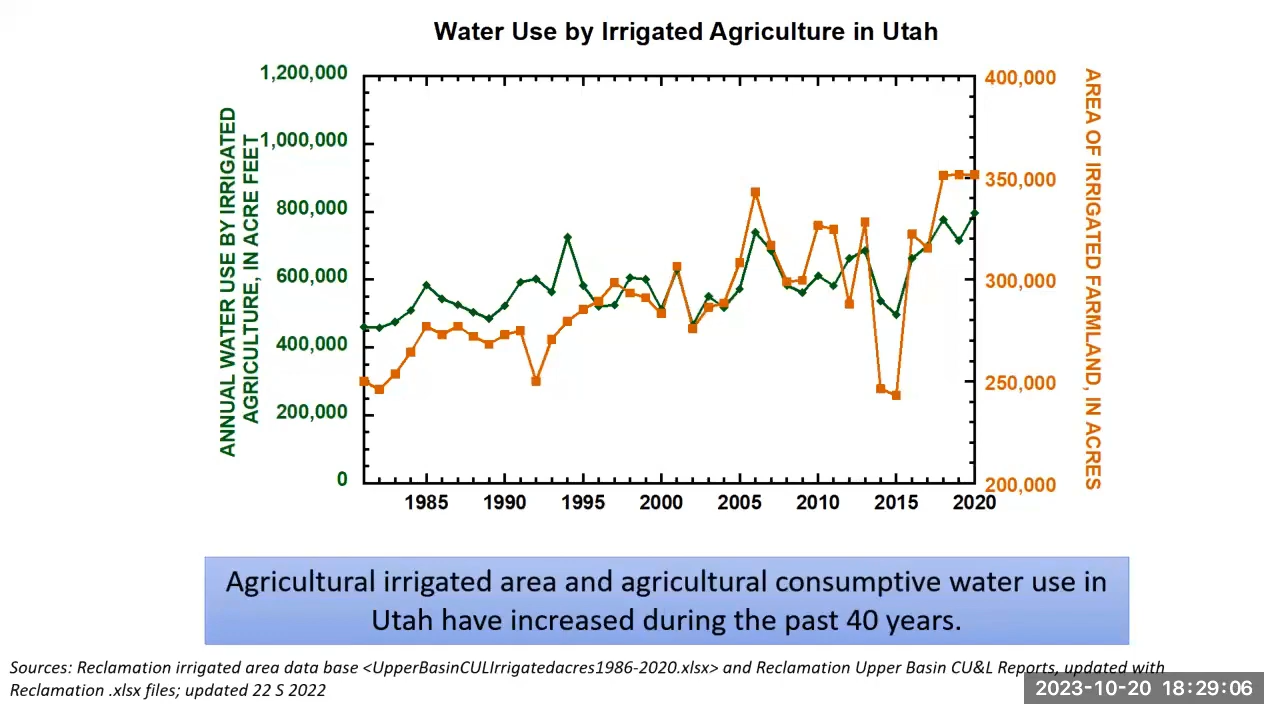 Water Use by Irrigated Agriculture in Utah
ANNUAL WATER USE BY IRRIGATED
AGRICULTURE, IN ACRE FEET
1,200,000
1,000,000
800,000
600,000
400,000
200,000
0
400,000
350,000
300,000
250,000
200,000
AREA OF IRRIGATED FARMLAND, IN ACRES
1985 1990 1995 2000 2005 2010 2015 2020
Agricultural irrigated area and agricultural consumptive water use in
Utah have increased during the past 40 years.
Sources: Reclamation irrigated area data base <UpperBasinCULIrrigatedacres1986-2020.xlsx> and Reclamation Upper Basin CU&L Reports, updated with
Reclamation .xlsx files; updated 22 S 2022
2023-10-20 18:29:06